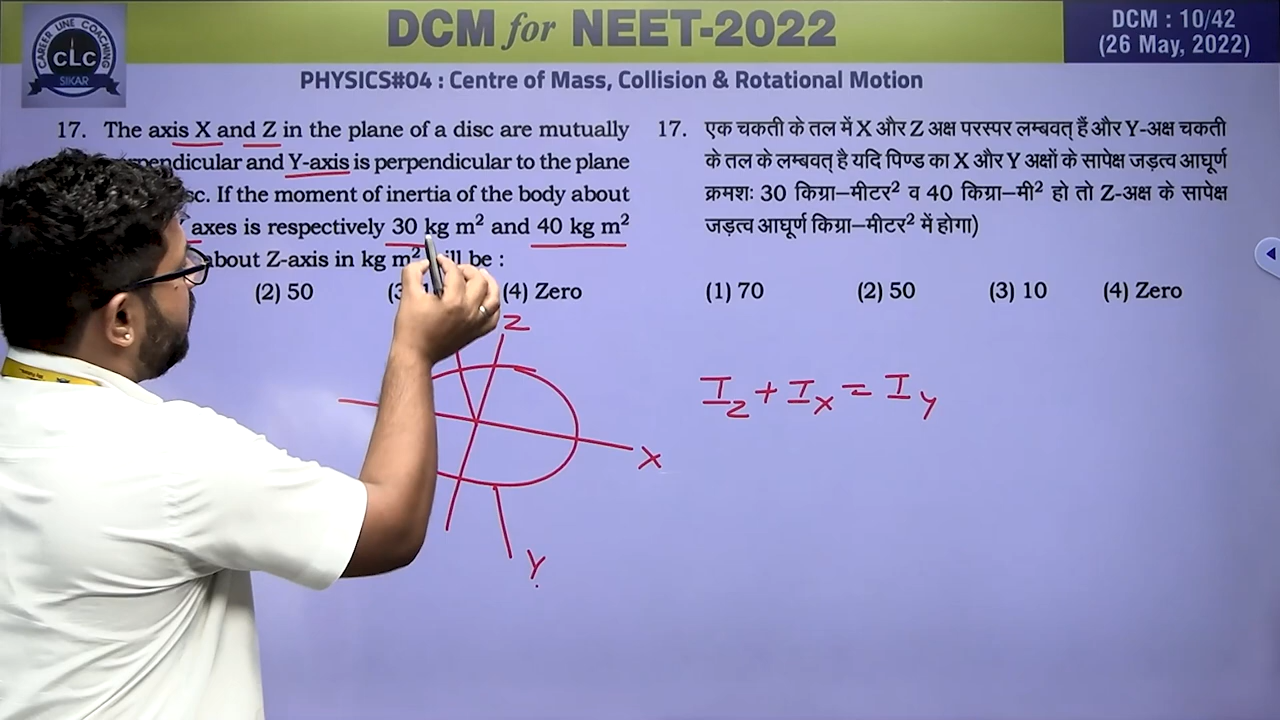 DCM for NEET-2022
DCM : 10/42
(26 May, 2022)
CAREER LINE COACHING
CLC
SIKAR
PHYSICS#04 : Centre of Mass, Collision & Rotational Motion
17. The axis X and Z in the plane of a disc are mutually
and Y-axis is perpendicular to the plane
If the moment of inertia of the body about
axes is respectively 30 kg m² and 40 kg m²
about Z-axis in kg m² be :
(2) 50 (4) Zero
17. एक चकती के तल में X और Z अक्ष परस्पर लम्बवत् हैं और Y-अक्ष चकती
के तल के लम्बवत् है यदि पिण्ड का X और Y अक्षों के सापेक्ष जड़त्व आघूर्ण
क्रमशः 30 किग्रा–मीटर² व 40 किग्रा–मी² हो तो Z-अक्ष के सापेक्ष
जड़त्व आघूर्ण किग्रा–मीटर² में होगा)
(1) 70 (2) 50 (3) 10 (4) Zero
Z
X
Y
I_Z + I_X = I_Y